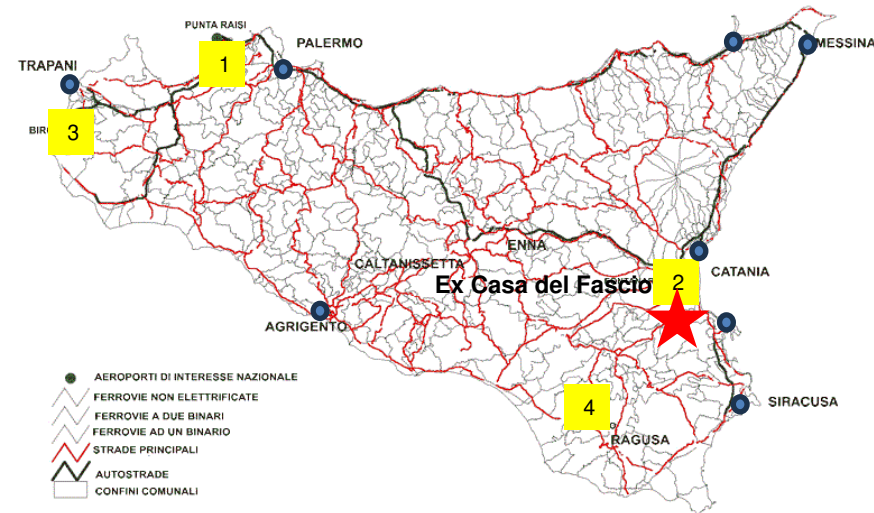 PUNTA RAISI
1
PALERMO
MESSINA
TRAPANI
3
ENNA
CALTANISSETTA
CATANIA
Ex Casa del Fascio
2
AGRIGENTO
AEROPORTI DI INTERESSE NAZIONALE
FERROVIE NON ELETTRIFICATE
FERROVIE A DUE BINARI
FERROVIE AD UN BINARIO
STRADE PRINCIPALI
AUTOSTRADE
CONFINI COMUNALI
4
SIRACUSA
RAGUSA